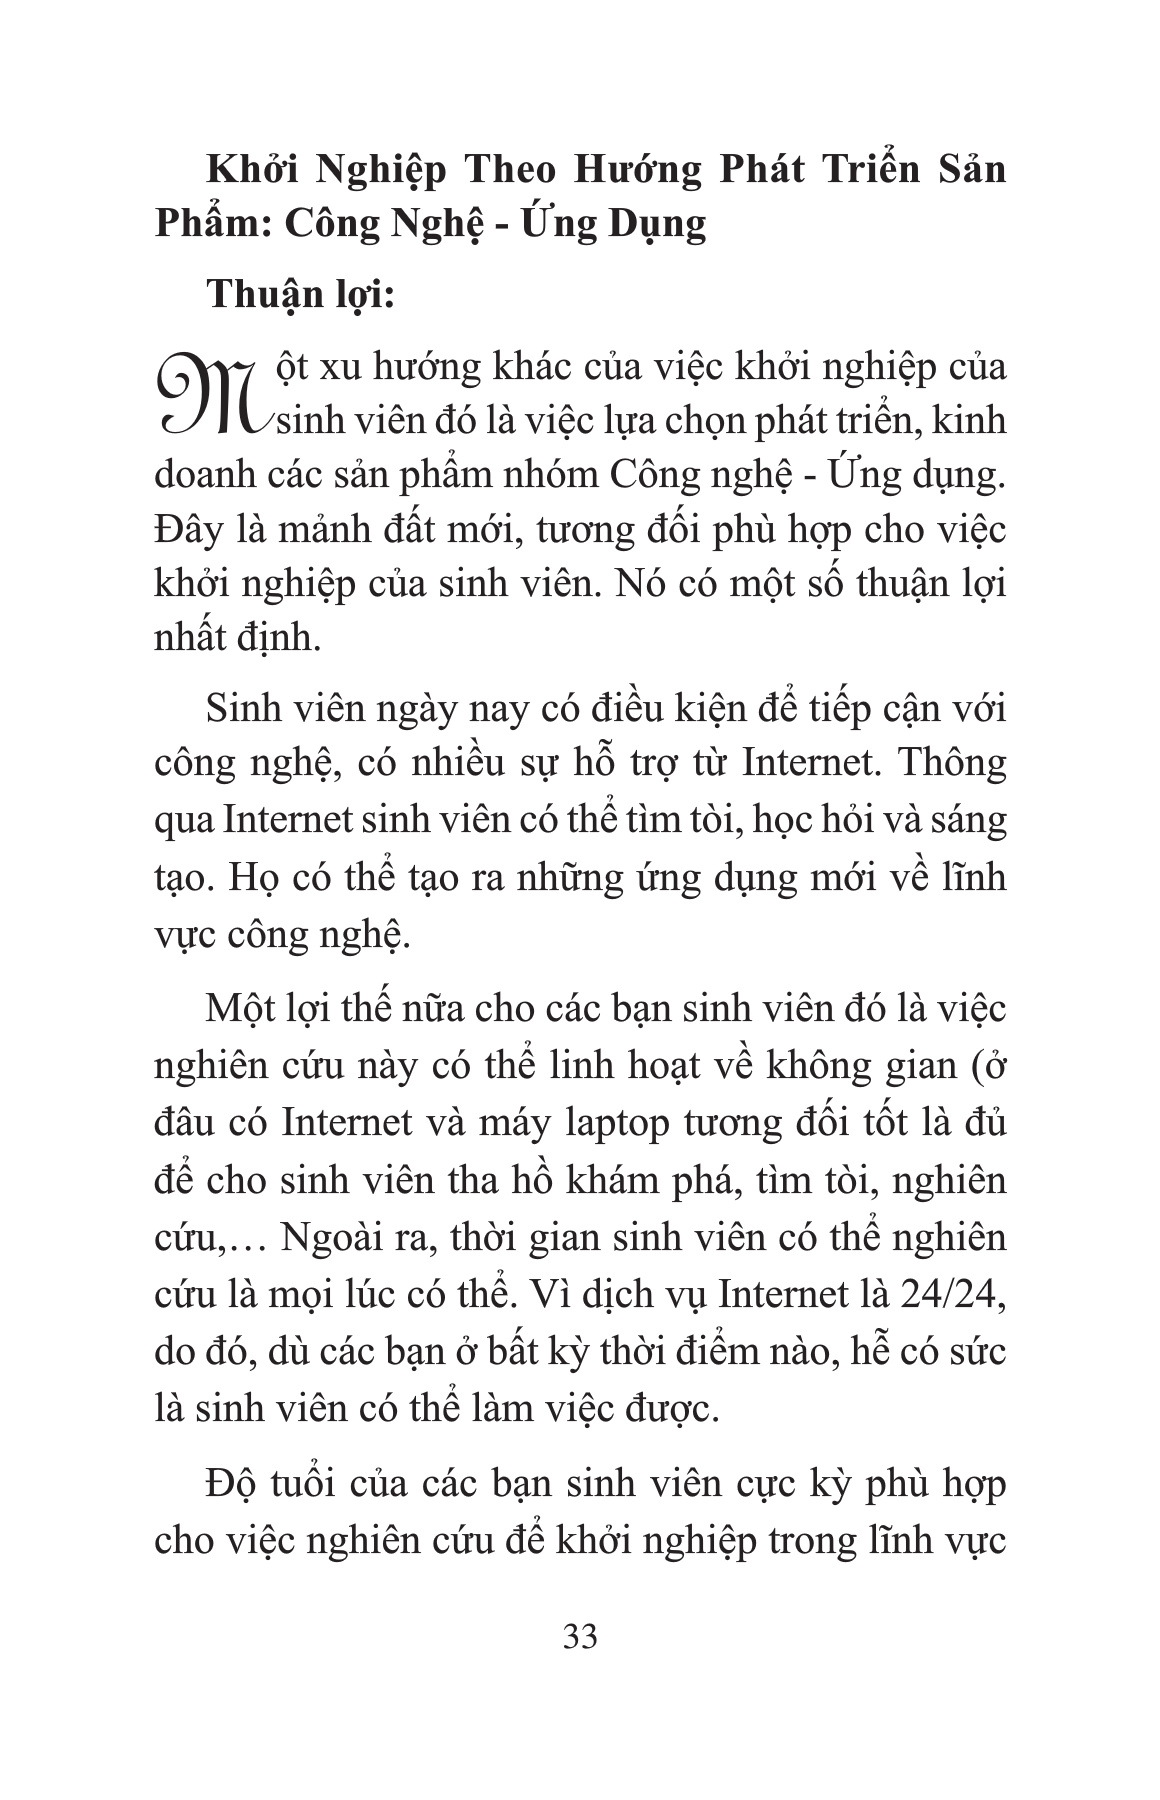 Khởi Nghiệp Theo Hướng Phát Triển Sản
Phẩm: Công Nghệ - Ứng Dụng
Thuận lợi:
Một xu hướng khác của việc khởi nghiệp của
sinh viên đó là việc lựa chọn phát triển, kinh
doanh các sản phẩm nhóm Công nghệ - Ứng dụng.
Đây là mảnh đất mới, tương đối phù hợp cho việc
khởi nghiệp của sinh viên. Nó có một số thuận lợi
nhất định.
Sinh viên ngày nay có điều kiện để tiếp cận với
công nghệ, có nhiều sự hỗ trợ từ Internet. Thông
qua Internet sinh viên có thể tìm tòi, học hỏi và sáng
tạo. Họ có thể tạo ra những ứng dụng mới về lĩnh
vực công nghệ.
Một lợi thế nữa cho các bạn sinh viên đó là việc
nghiên cứu này có thể linh hoạt về không gian (ở
đâu có Internet và máy laptop tương đối tốt là đủ
để cho sinh viên tha hồ khám phá, tìm tòi, nghiên
cứu,… Ngoài ra, thời gian sinh viên có thể nghiên
cứu là mọi lúc có thể. Vì dịch vụ Internet là 24/24,
do đó, dù các bạn ở bất kỳ thời điểm nào, hễ có sức
là sinh viên có thể làm việc được.
Độ tuổi của các bạn sinh viên cực kỳ phù hợp
cho việc nghiên cứu để khởi nghiệp trong lĩnh vực
33